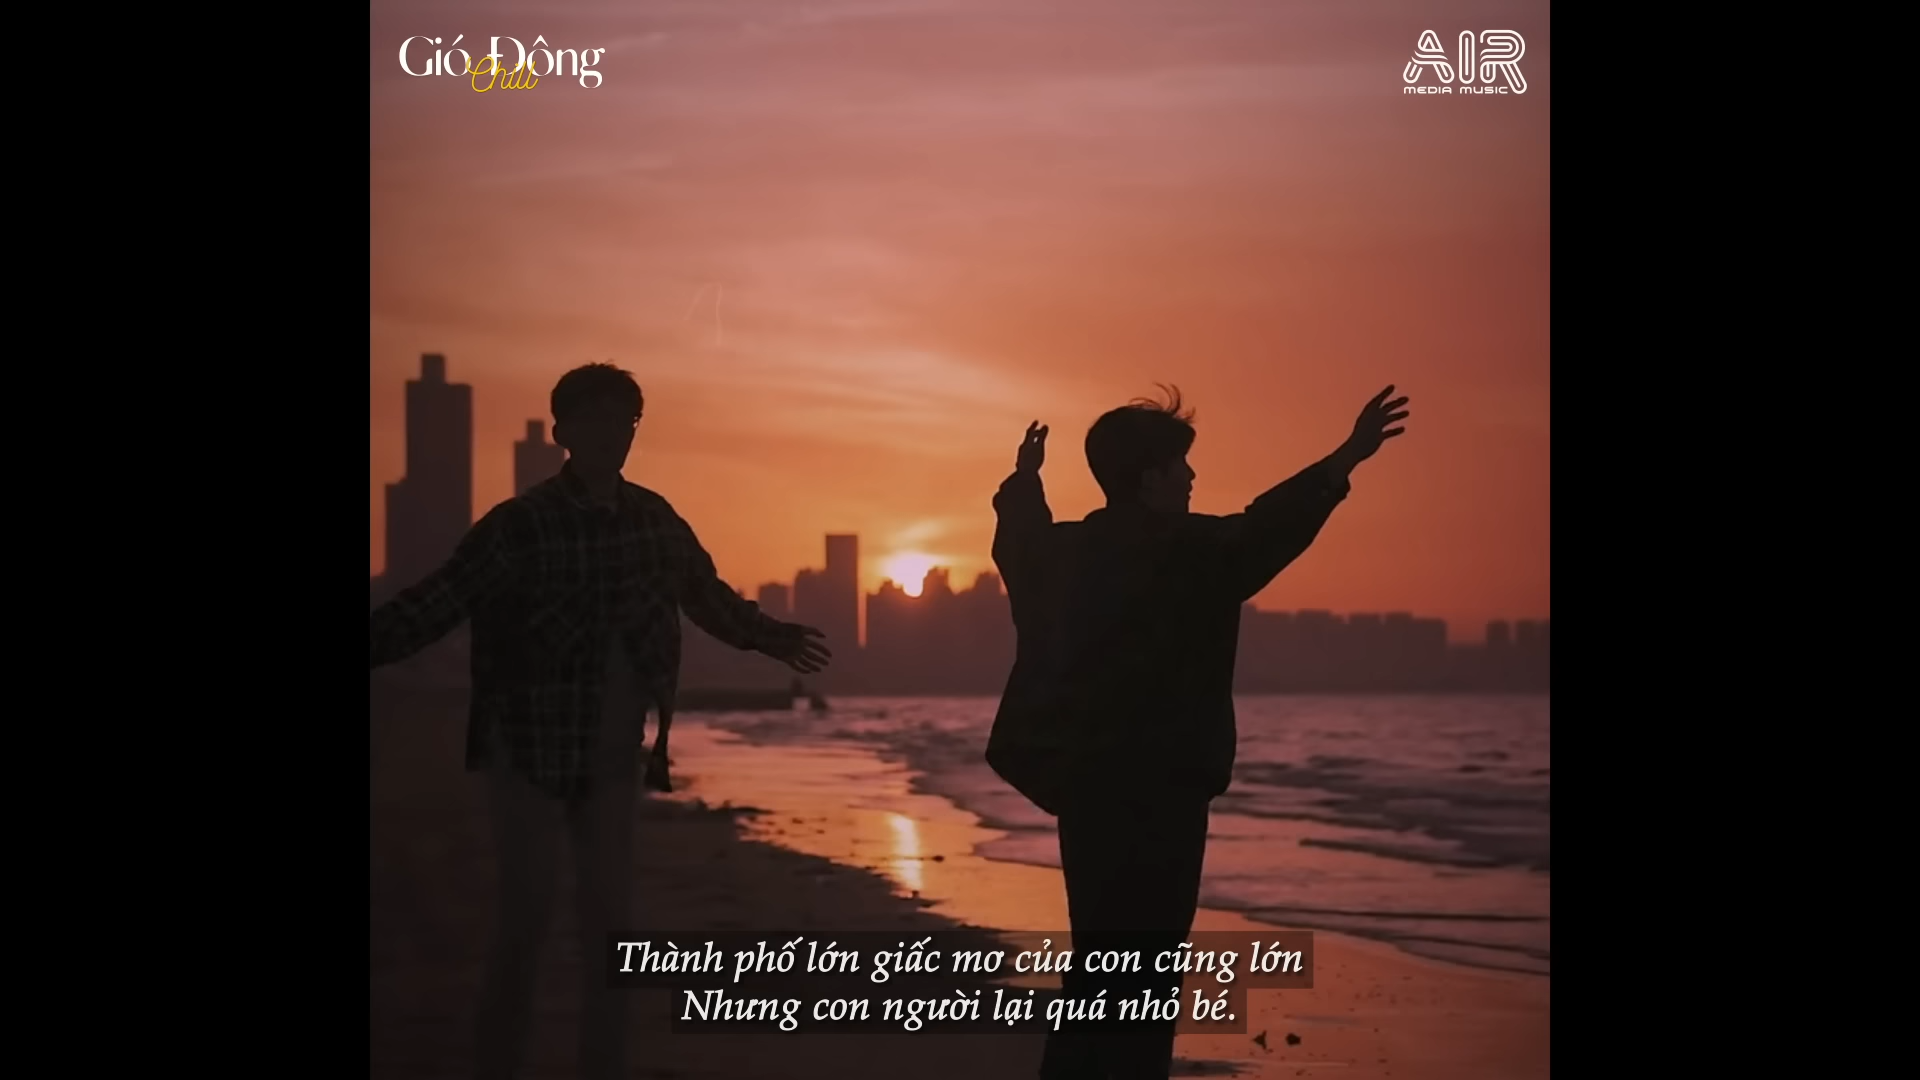 Gió Đông
Chill
AIR
MEDIA MUSIC
Thành phố lớn giấc mơ của con cũng lớn
Nhưng con người lại quá nhỏ bé.